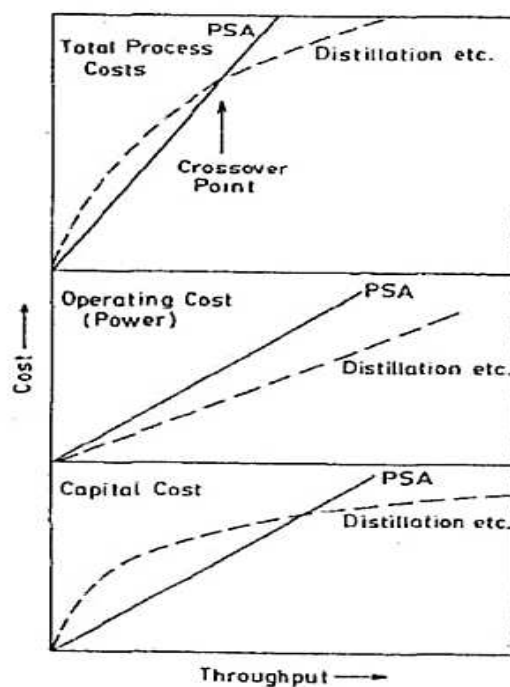 PSA
Total Process
Costs
Distillation etc.
Crossover
Point
Operating Cost
(Power)
PSA
Distillation etc.
Cost
Capital Cost
PSA
Distillation etc.
Throughput